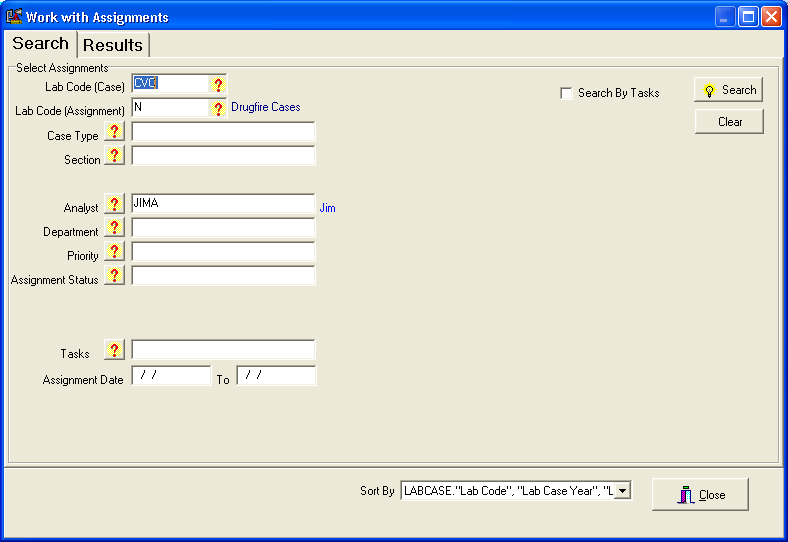 Work with Assignments
Search Results
Select Assignments
Lab Code (Case) CVC ?
Search By Tasks
Search
Lab Code (Assignment) N ? Drugfire Cases
Clear
Case Type ?
Section ?
Analyst ? JIMA Jim
Department ?
Priority ?
Assignment Status ?
Tasks ?
Assignment Date / / To / /
Sort By LABCASE."Lab Code", "Lab Case Year", "L
Close